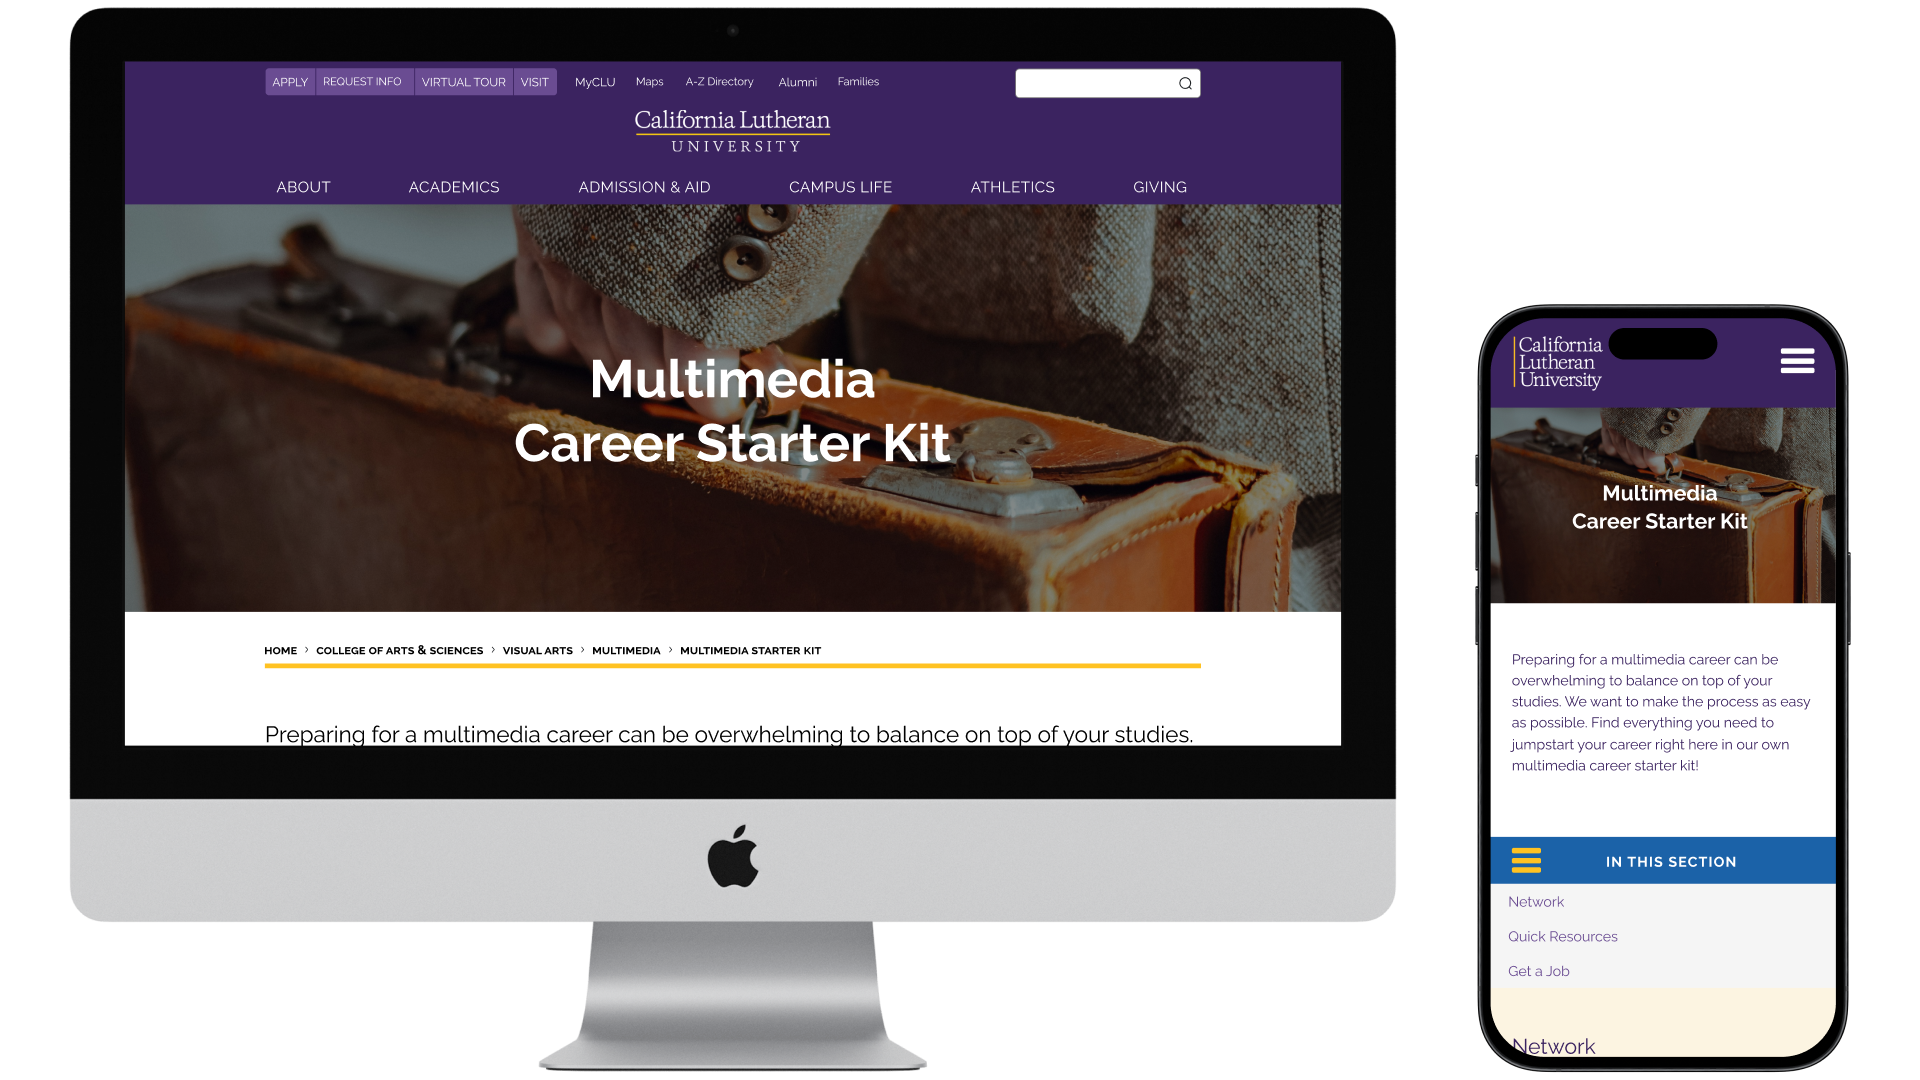 APPLY REQUEST INFO VIRTUAL TOUR VISIT MyCLU Maps A-Z Directory Alumni Families
California Lutheran
UNIVERSITY
ABOUT ACADEMICS ADMISSION & AID CAMPUS LIFE ATHLETICS GIVING
Multimedia
Career Starter Kit
HOME › COLLEGE OF ARTS & SCIENCES › VISUAL ARTS › MULTIMEDIA › MULTIMEDIA STARTER KIT
Preparing for a multimedia career can be overwhelming to balance on top of your studies.
California
Lutheran
University
Multimedia
Career Starter Kit
Preparing for a multimedia career can be
overwhelming to balance on top of your
studies. We want to make the process as easy
as possible. Find everything you need to
jumpstart your career right here in our own
multimedia career starter kit!
IN THIS SECTION
Network
Quick Resources
Get a Job
Network